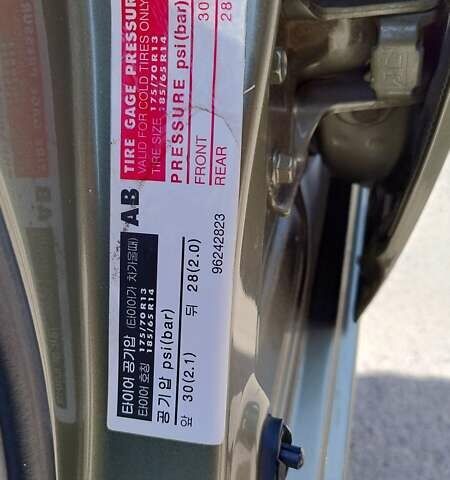 타이어 공기압 (타이어가 차가울때)
타이어 호칭 175/70R13
185/65R14
공기압 psi(bar)
앞 30(2.1) 뒤 28(2.0)
96242823
AB
TIRE GAGE PRESSUR
VALID FOR COLD TIRES ONLY
TIRE SIZE 175/70R13
185/65R14
PRESSURE psi(bar)
FRONT 30
REAR 28